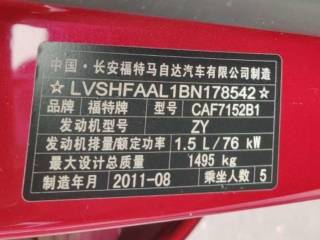 中国·长安福特马自达汽车有限公司制造
☆ LVSHFAAL1BN178542 ☆
品牌 福特牌 型号 CAF7152B1
发动机型号 ZY
发动机排量/额定功率 1.5 L/76 kW
最大设计总质量 1495 kg
制造年月 2011-08 乘坐人数 5